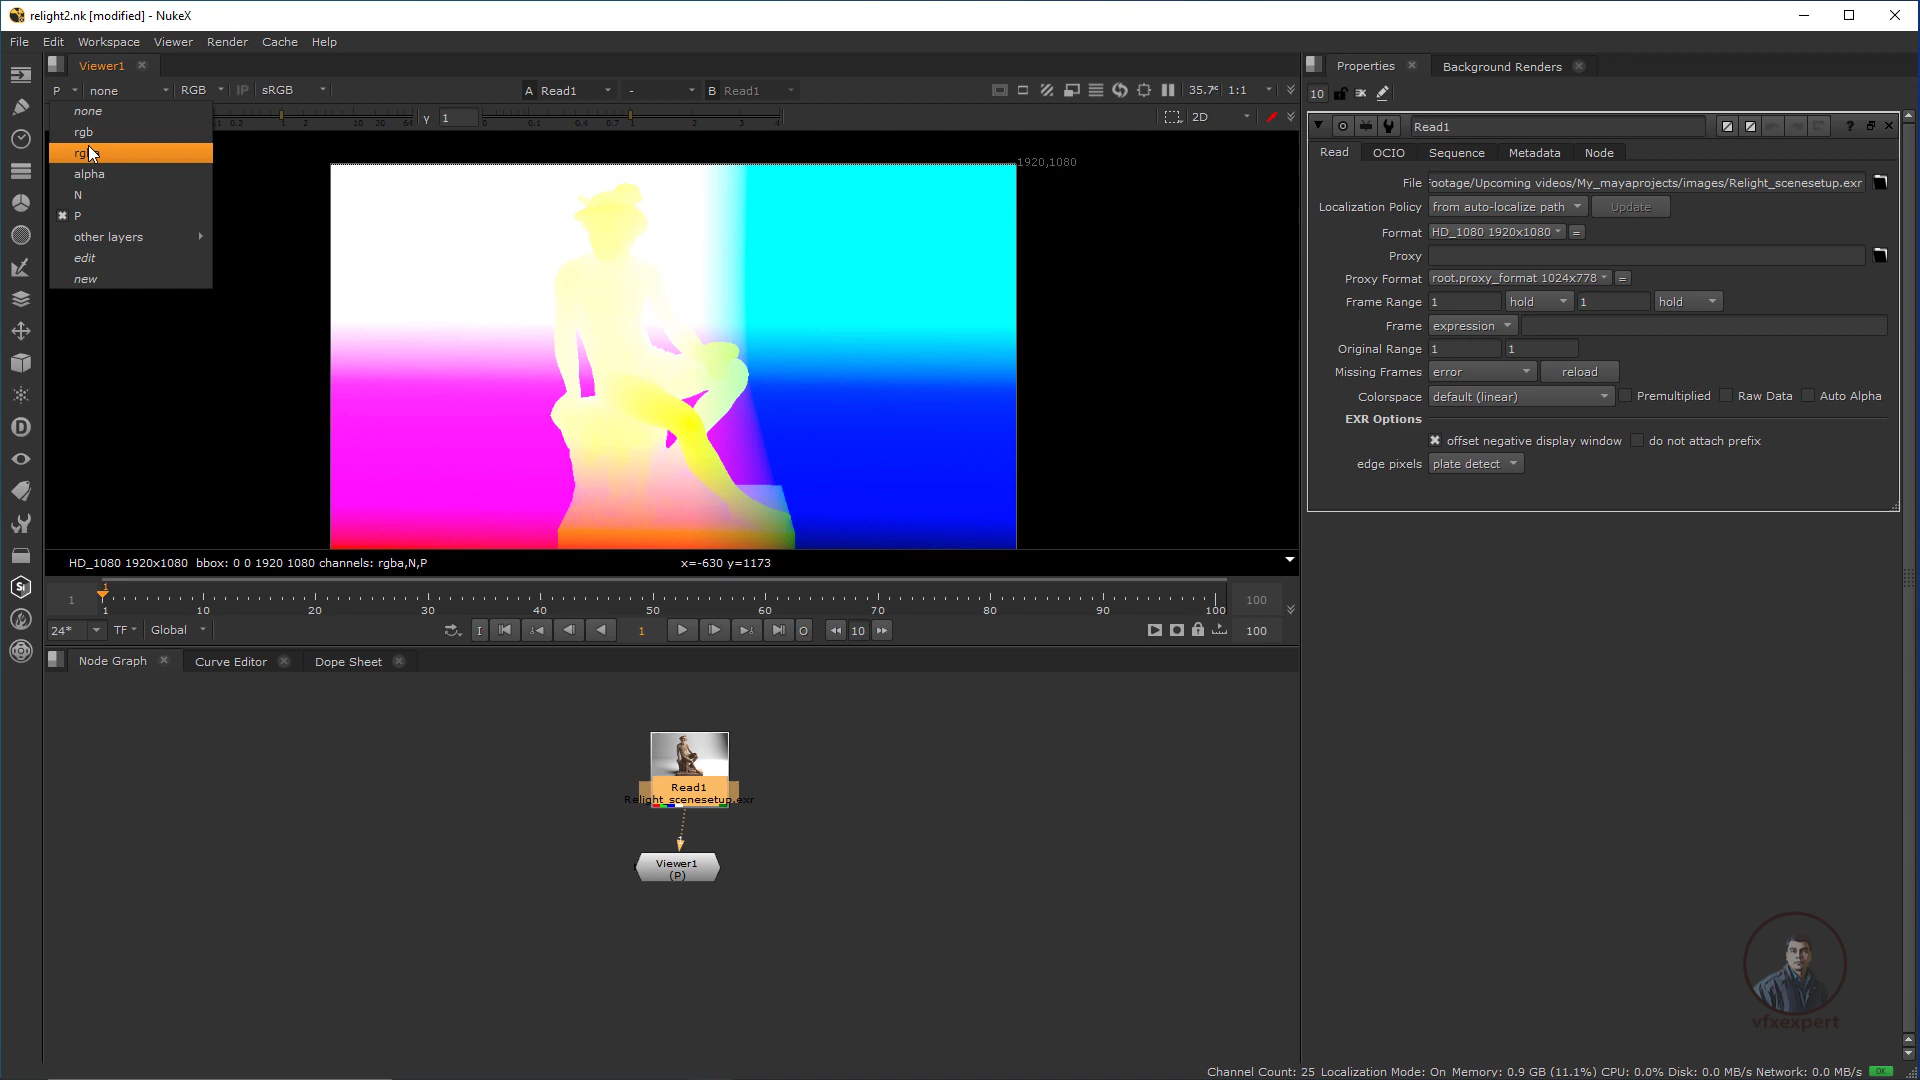 relight2.nk [modified] - NukeX
File Edit Workspace Viewer Render Cache Help
Viewer1
Properties
Background Renders
P none RGB IP sRGB A Read1 - B Read1 35.7% 1:1
10
none
rgb
alpha
N
P
other layers
edit
new
γ 1
2D
1920,1080
Read1
Read OCIO Sequence Metadata Node
File footage/Upcoming videos/My_mayaprojects/images/Relight_scenesetup.exr
Localization Policy from auto-localize path Update
Format HD_1080 1920x1080 =
Proxy
Proxy Format root.proxy_format 1024x778 =
Frame Range 1 hold 1 hold
Frame expression
Original Range 1 1
Missing Frames error reload
Colorspace default (linear) Premultiplied Raw Data Auto Alpha
EXR Options
offset negative display window do not attach prefix
edge pixels plate detect
HD_1080 1920x1080 bbox: 0 0 1920 1080 channels: rgba,N,P x=-630 y=1173
1 1 100
1 10 20 30 40 50 60 70 80 90 100
24* TF Global I 1 O 10 100
Node Graph Curve Editor Dope Sheet
Read1
Relight_scenesetup.exr
Viewer1
(P)
vfxexpert
Channel Count: 25 Localization Mode: On Memory: 0.9 GB (11.1%) CPU: 0.0% Disk: 0.0 MB/s Network: 0.0 MB/s OK